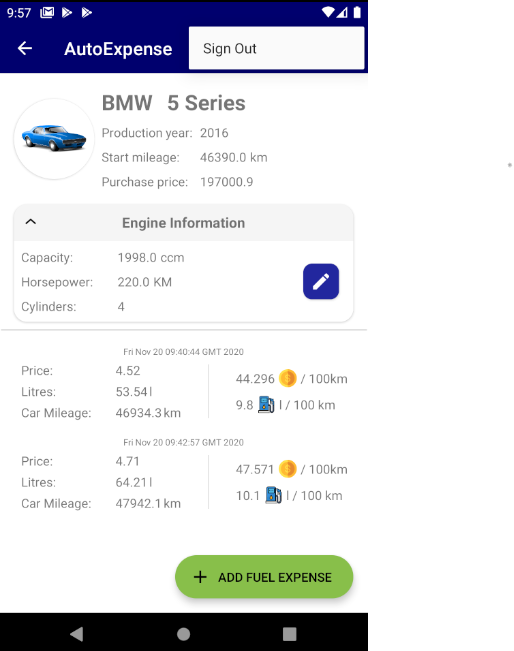 9:57
AutoExpense Sign Out
BMW 5 Series
Production year: 2016
Start mileage: 46390.0 km
Purchase price: 197000.9
Engine Information
Capacity: 1998.0 ccm
Horsepower: 220.0 KM
Cylinders: 4
Fri Nov 20 09:40:44 GMT 2020
Price: 4.52
Litres: 53.54 l
Car Mileage: 46934.3 km
44.296 / 100km
9.8 l / 100 km
Fri Nov 20 09:42:57 GMT 2020
Price: 4.71
Litres: 64.21 l
Car Mileage: 47942.1 km
47.571 / 100km
10.1 l / 100 km
ADD FUEL EXPENSE